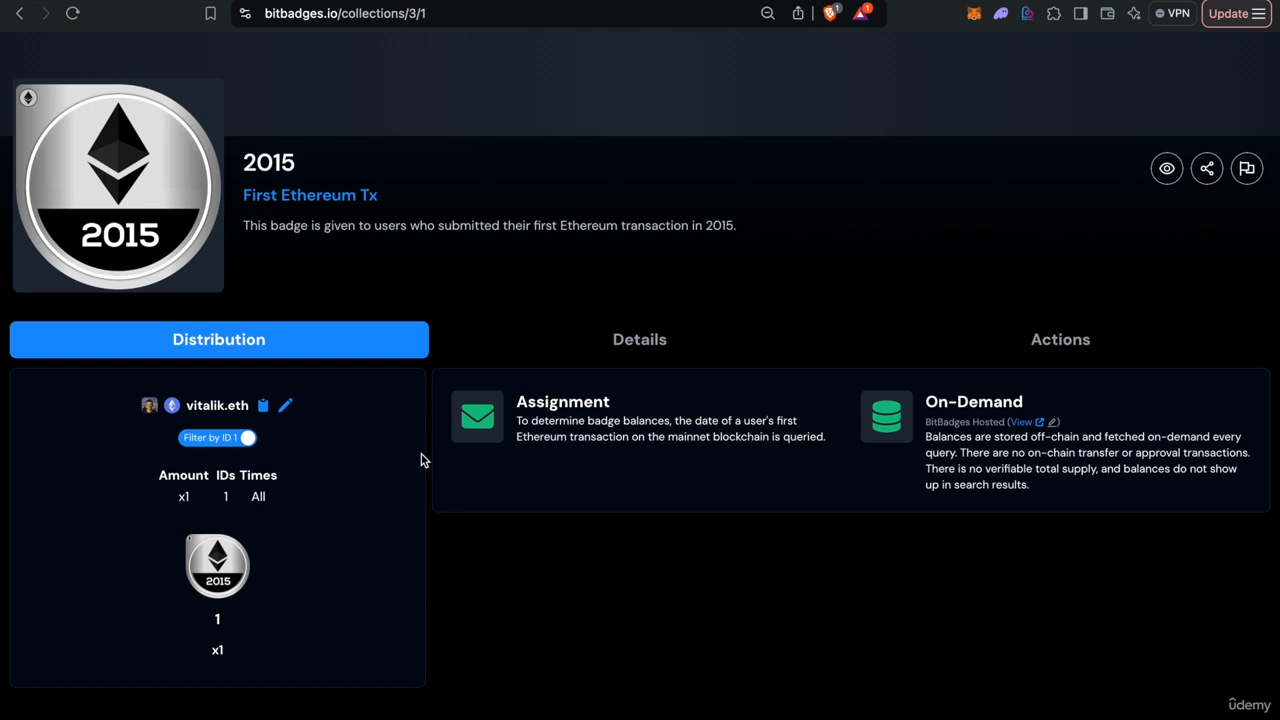 bitbadges.io/collections/3/1
1
1
VPN
Update
2015
2015
First Ethereum Tx
This badge is given to users who submitted their first Ethereum transaction in 2015.
Distribution
Details
Actions
vitalik.eth
Filter by ID 1
Amount IDs Times
x1 1 All
2015
1
x1
Assignment
To determine badge balances, the date of a user's first
Ethereum transaction on the mainnet blockchain is queried.
On-Demand
BitBadges Hosted (View )
Balances are stored off-chain and fetched on-demand every
query. There are no on-chain transfer or approval transactions.
There is no verifiable total supply, and balances do not show
up in search results.
ûdemy